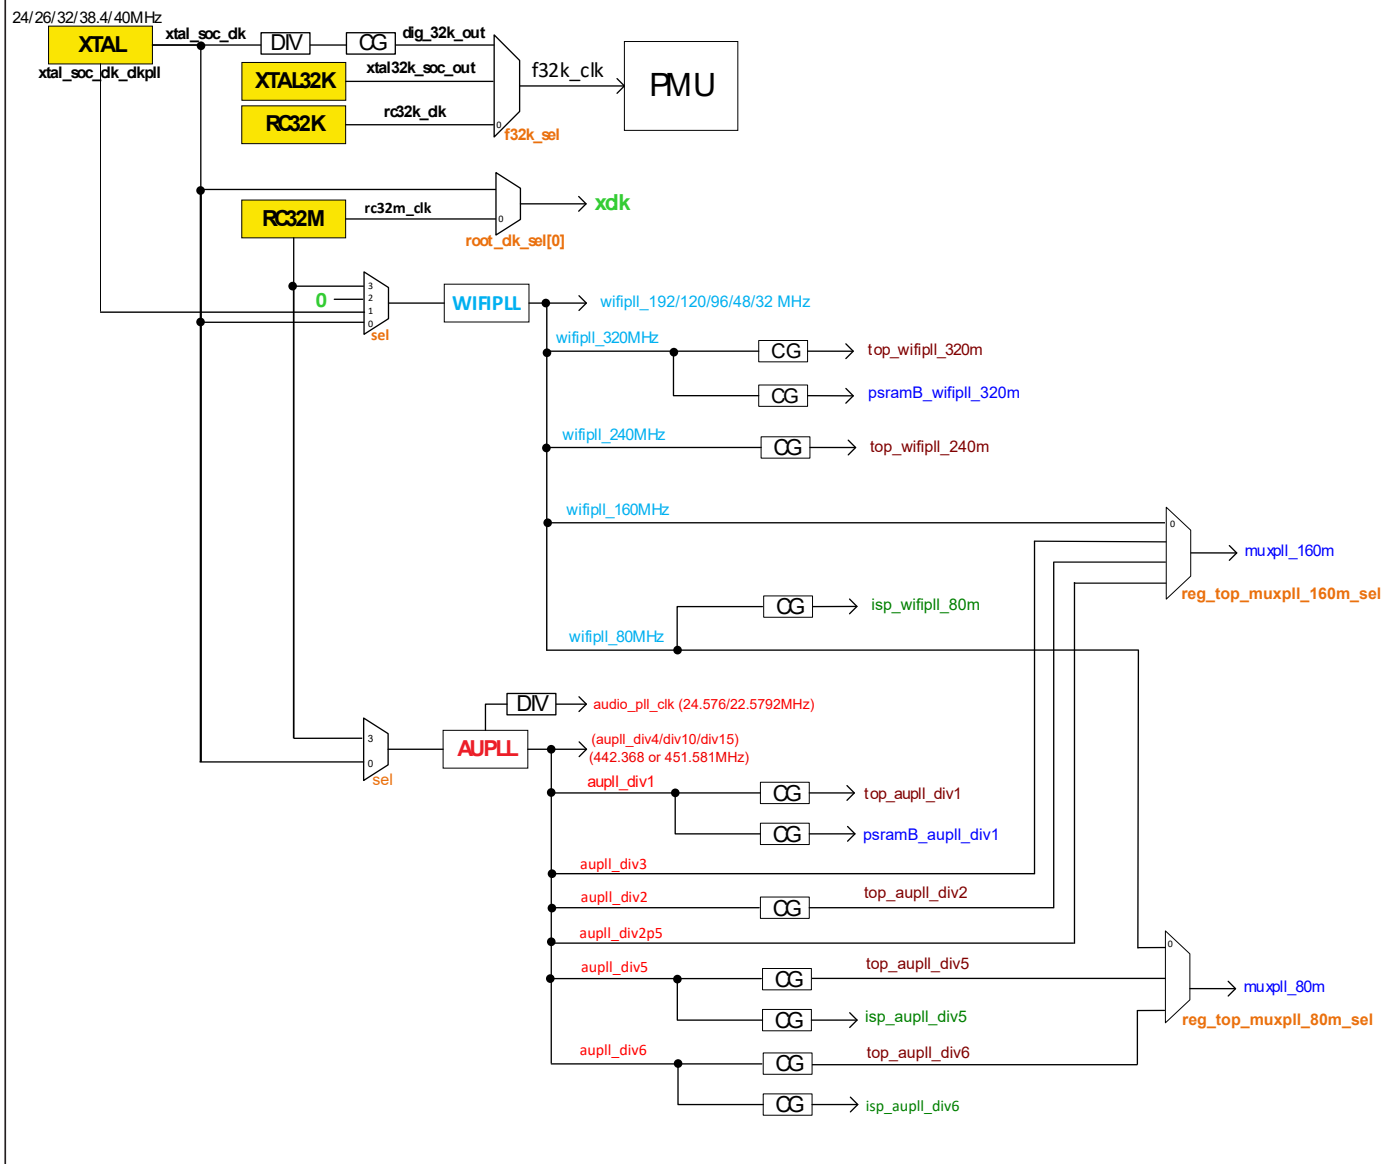 24/26/32/38.4/40MHz
XTAL
xtal_soc_clk
DIV
CG
dig_32k_out
xtal_soc_clk_clkpll
XTAL32K
xtal32k_soc_out
f32k_clk
PMU
RC32K
rc32k_clk
0
f32k_sel
RC32M
rc32m_clk
0
xclk
root_clk_sel[0]
3
0
2
1
0
sel
WIFIPLL
wifipll_192/120/96/48/32 MHz
wifipll_320MHz
CG
top_wifipll_320m
CG
psramB_wifipll_320m
wifipll_240MHz
CG
top_wifipll_240m
wifipll_160MHz
0
muxpll_160m
reg_top_muxpll_160m_sel
CG
isp_wifipll_80m
wifipll_80MHz
DIV
audio_pll_clk (24.576/22.5792MHz)
3
0
sel
AUPLL
(aupll_div4/div10/div15)
(442.368 or 451.581MHz)
aupll_div1
CG
top_aupll_div1
CG
psramB_aupll_div1
aupll_div3
aupll_div2
CG
top_aupll_div2
aupll_div2p5
0
aupll_div5
CG
top_aupll_div5
muxpll_80m
CG
isp_aupll_div5
reg_top_muxpll_80m_sel
aupll_div6
CG
top_aupll_div6
CG
isp_aupll_div6